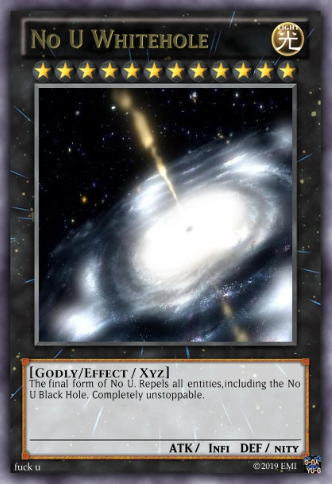 No U Whitehole
LIGHT
光
[Godly/Effect / Xyz]
The final form of No U. Repels all entities,including the No
U Black Hole. Completely unstoppable.
ATK/ Infi DEF/ nity
fuck u
©2019 EMI